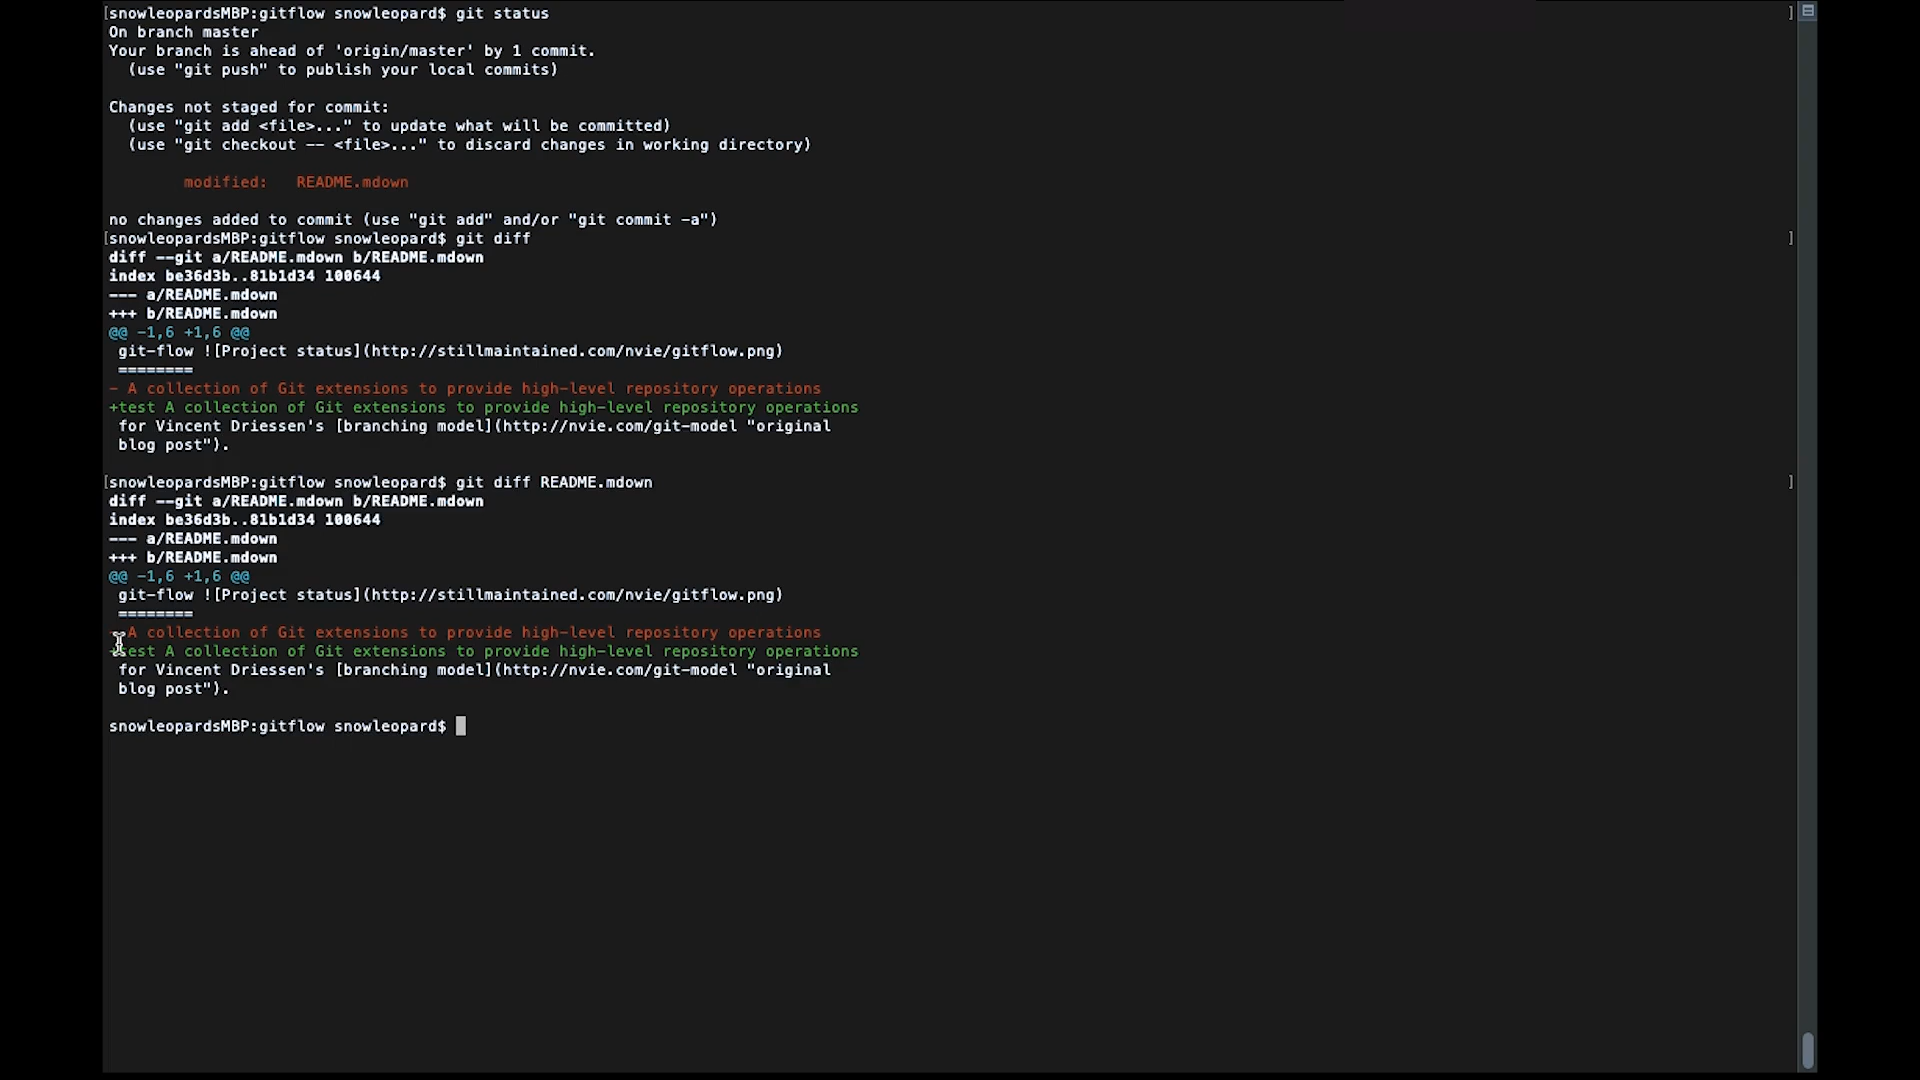 [snowleopardsMBP:gitflow snowleopard$ git status ]
On branch master
Your branch is ahead of 'origin/master' by 1 commit.
  (use "git push" to publish your local commits)

Changes not staged for commit:
  (use "git add <file>..." to update what will be committed)
  (use "git checkout -- <file>..." to discard changes in working directory)

        modified:   README.mdown

no changes added to commit (use "git add" and/or "git commit -a")
[snowleopardsMBP:gitflow snowleopard$ git diff ]
diff --git a/README.mdown b/README.mdown
index be36d3b..81b1d34 100644
--- a/README.mdown
+++ b/README.mdown
@@ -1,6 +1,6 @@
 git-flow ![Project status](http://stillmaintained.com/nvie/gitflow.png)
 ========
- A collection of Git extensions to provide high-level repository operations
+test A collection of Git extensions to provide high-level repository operations
 for Vincent Driessen's [branching model](http://nvie.com/git-model "original
 blog post").

[snowleopardsMBP:gitflow snowleopard$ git diff README.mdown ]
diff --git a/README.mdown b/README.mdown
index be36d3b..81b1d34 100644
--- a/README.mdown
+++ b/README.mdown
@@ -1,6 +1,6 @@
 git-flow ![Project status](http://stillmaintained.com/nvie/gitflow.png)
 ========
- A collection of Git extensions to provide high-level repository operations
+test A collection of Git extensions to provide high-level repository operations
 for Vincent Driessen's [branching model](http://nvie.com/git-model "original
 blog post").

snowleopardsMBP:gitflow snowleopard$